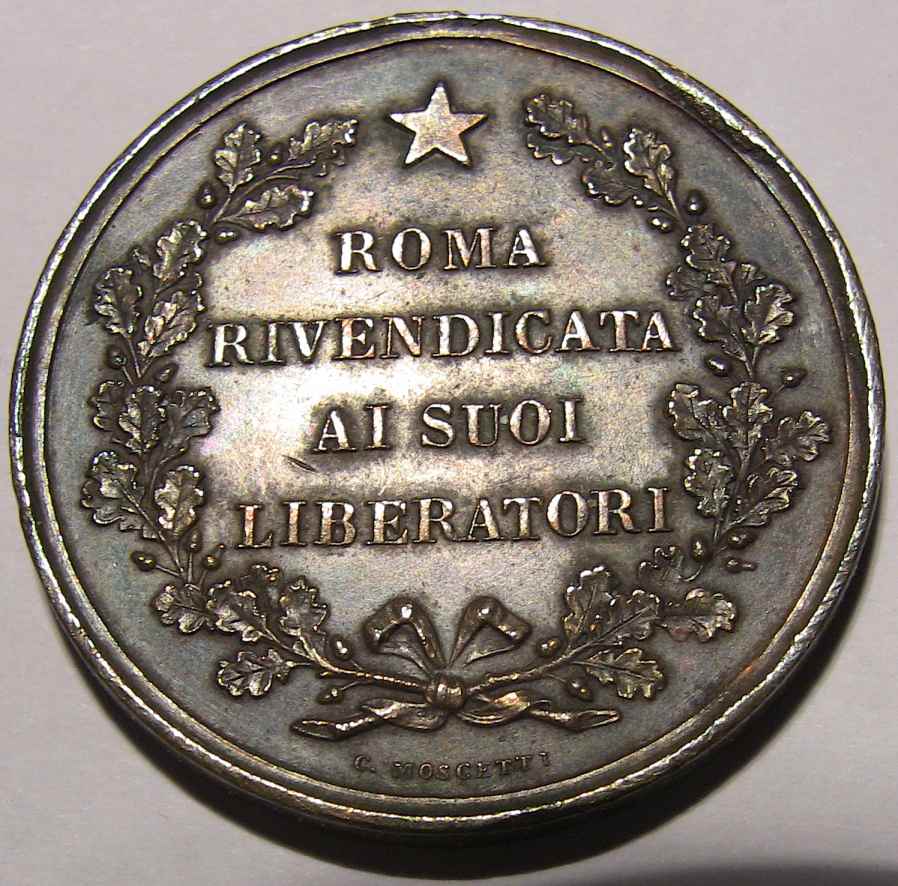 ROMA
RIVENDICATA
AI SUOI
LIBERATORI
C. MOSCETTI